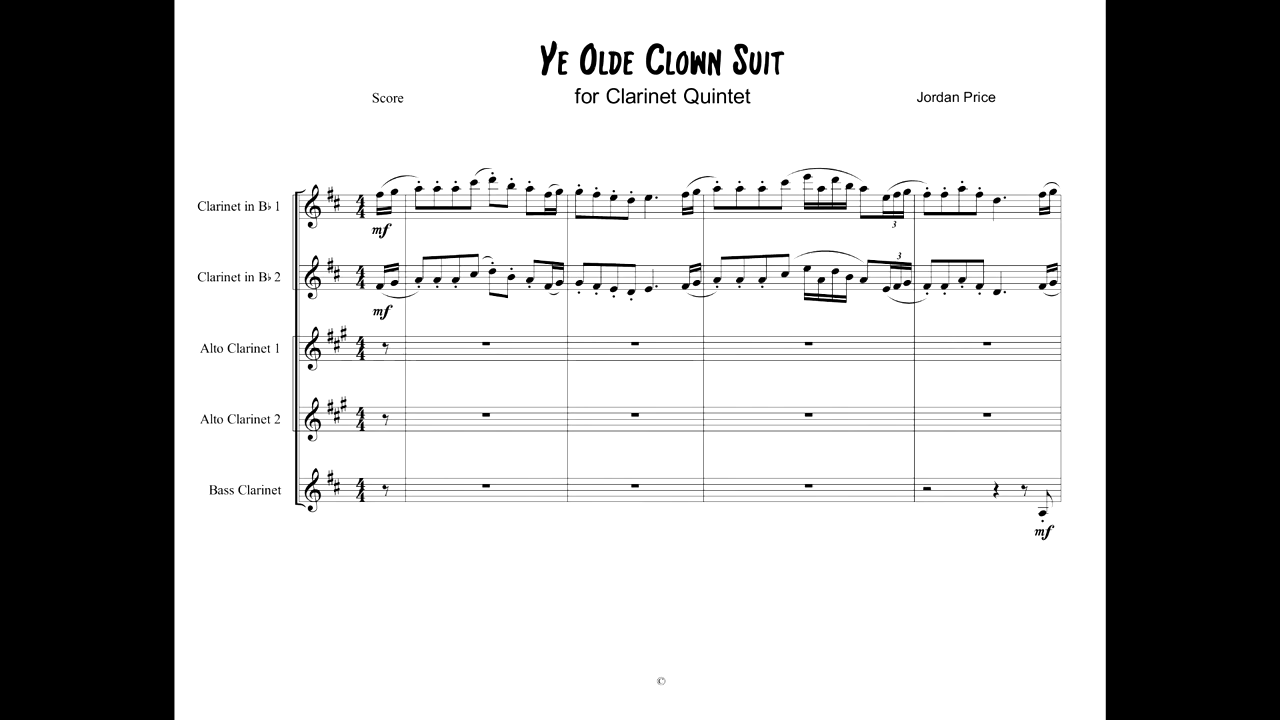 Ye Olde Clown Suit
for Clarinet Quintet
Score
Jordan Price
Clarinet in B♭ 1
mf
3
Clarinet in B♭ 2
mf
3
Alto Clarinet 1
Alto Clarinet 2
Bass Clarinet
mf
©